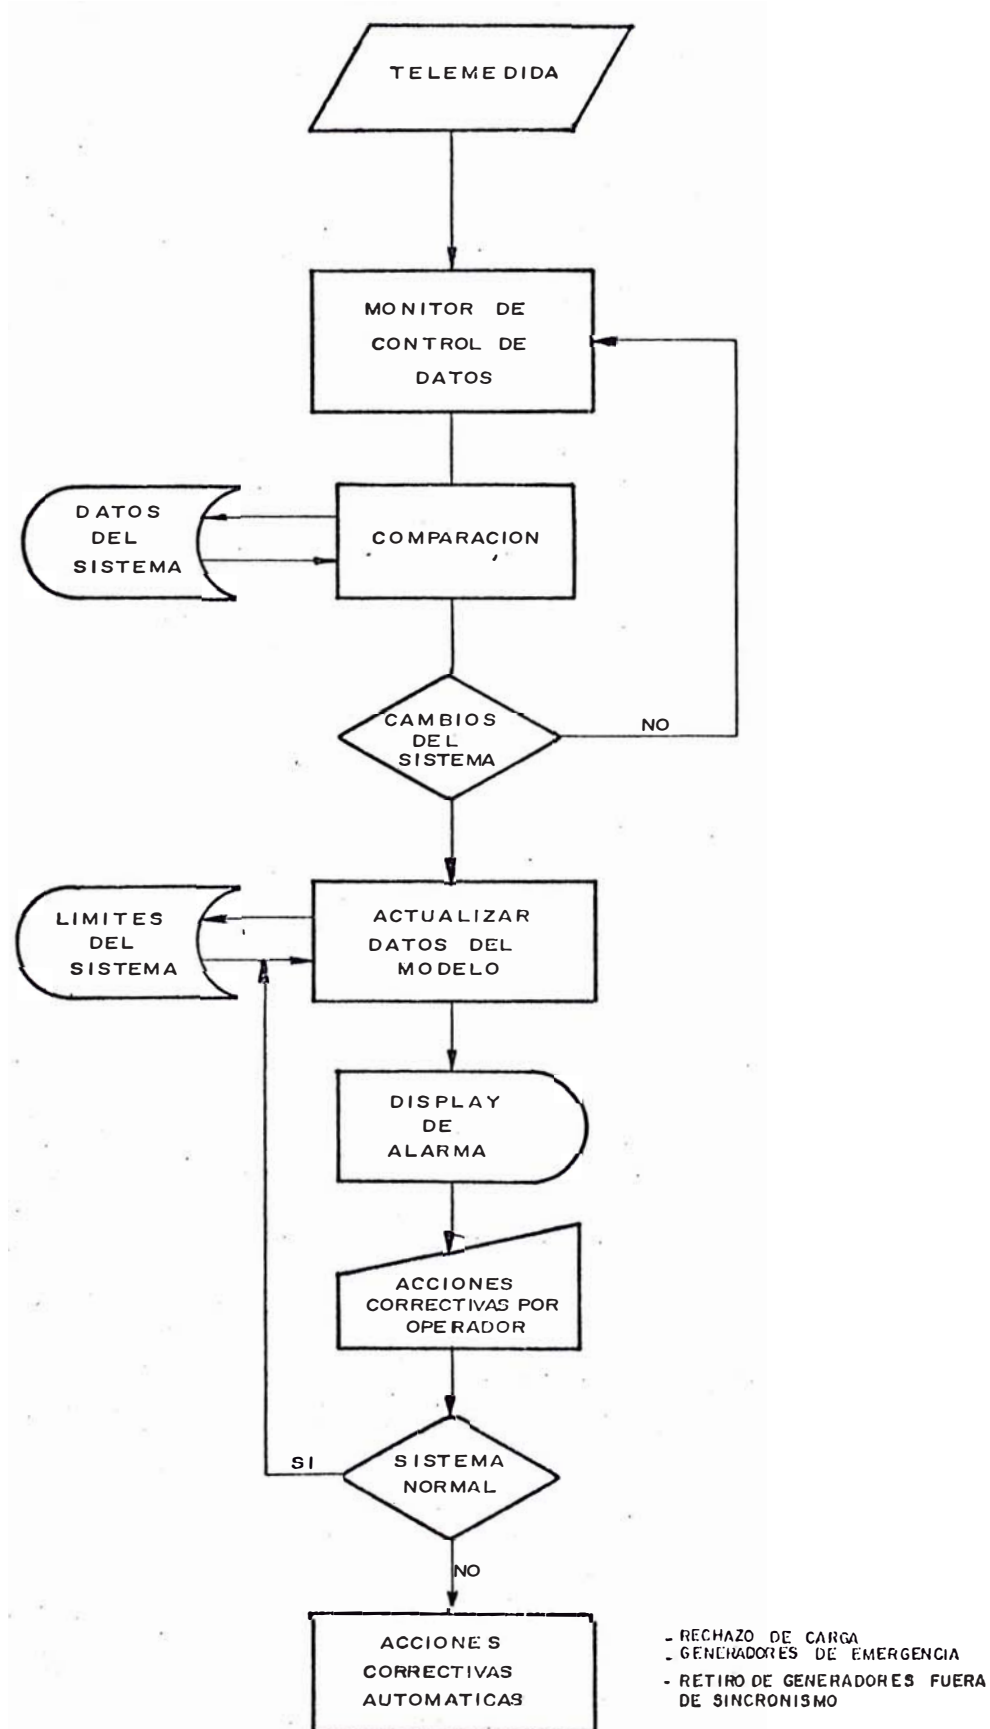 TELEMEDIDA
MONITOR DE
CONTROL DE
DATOS
DATOS
DEL
SISTEMA
COMPARACION
CAMBIOS
DEL
SISTEMA
NO
LIMITES
DEL
SISTEMA
ACTUALIZAR
DATOS DEL
MODELO
DISPLAY
DE
ALARMA
ACCIONES
CORRECTIVAS POR
OPERADOR
SI
SISTEMA
NORMAL
NO
ACCIONES
CORRECTIVAS
AUTOMATICAS
- RECHAZO DE CARGA
- GENERADORES DE EMERGENCIA
- RETIRO DE GENERADORES FUERA
DE SINCRONISMO